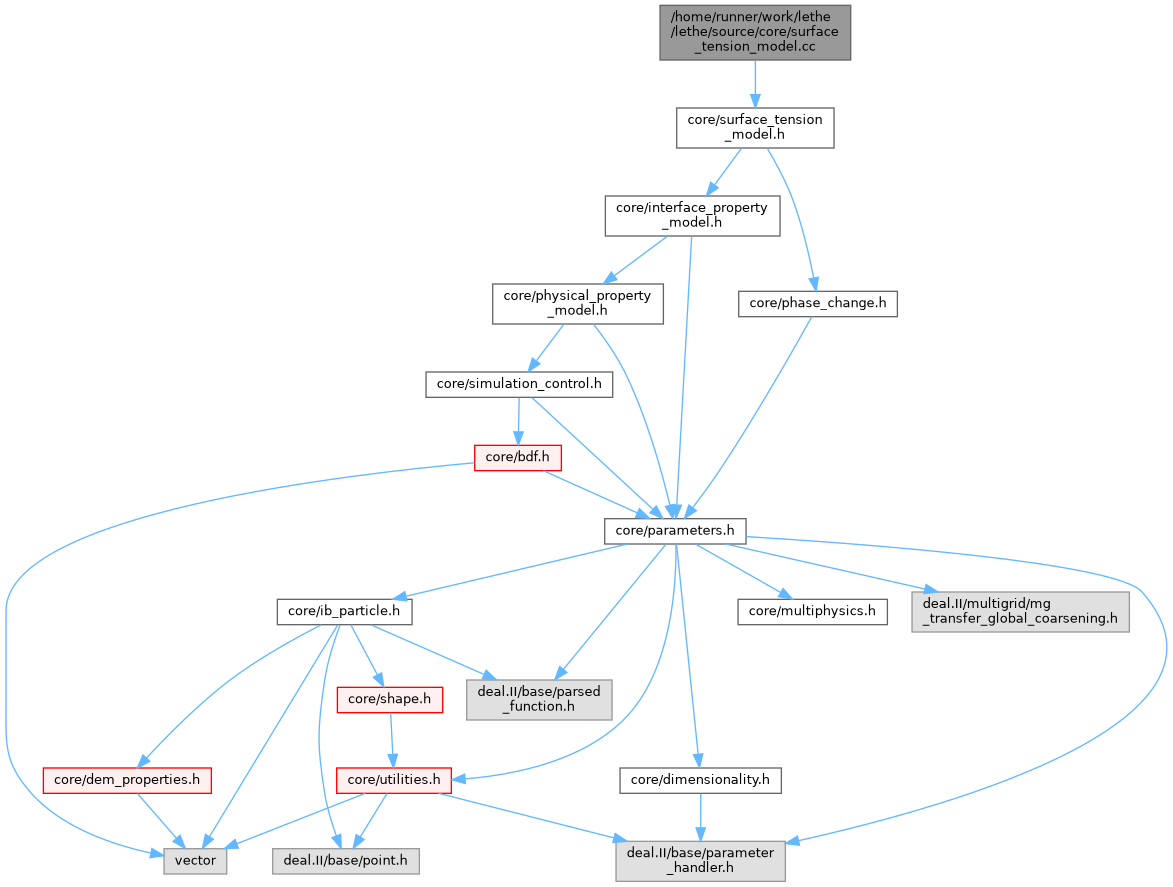 /home/runner/work/lethe
/lethe/source/core/surface
_tension_model.cc
core/surface_tension
_model.h
core/interface_property
_model.h
core/physical_property
_model.h
core/phase_change.h
core/simulation_control.h
core/bdf.h
core/parameters.h
core/ib_particle.h
core/multiphysics.h
deal.II/multigrid/mg
_transfer_global_coarsening.h
core/shape.h
deal.II/base/parsed
_function.h
core/dem_properties.h
core/utilities.h
core/dimensionality.h
vector
deal.II/base/point.h
deal.II/base/parameter
_handler.h